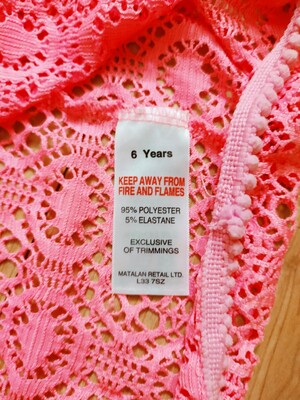 6 Years
KEEP AWAY FROM
FIRE AND FLAMES
95% POLYESTER
5% ELASTANE
EXCLUSIVE
OF TRIMMINGS
MATALAN RETAIL LTD.
L33 7SZ